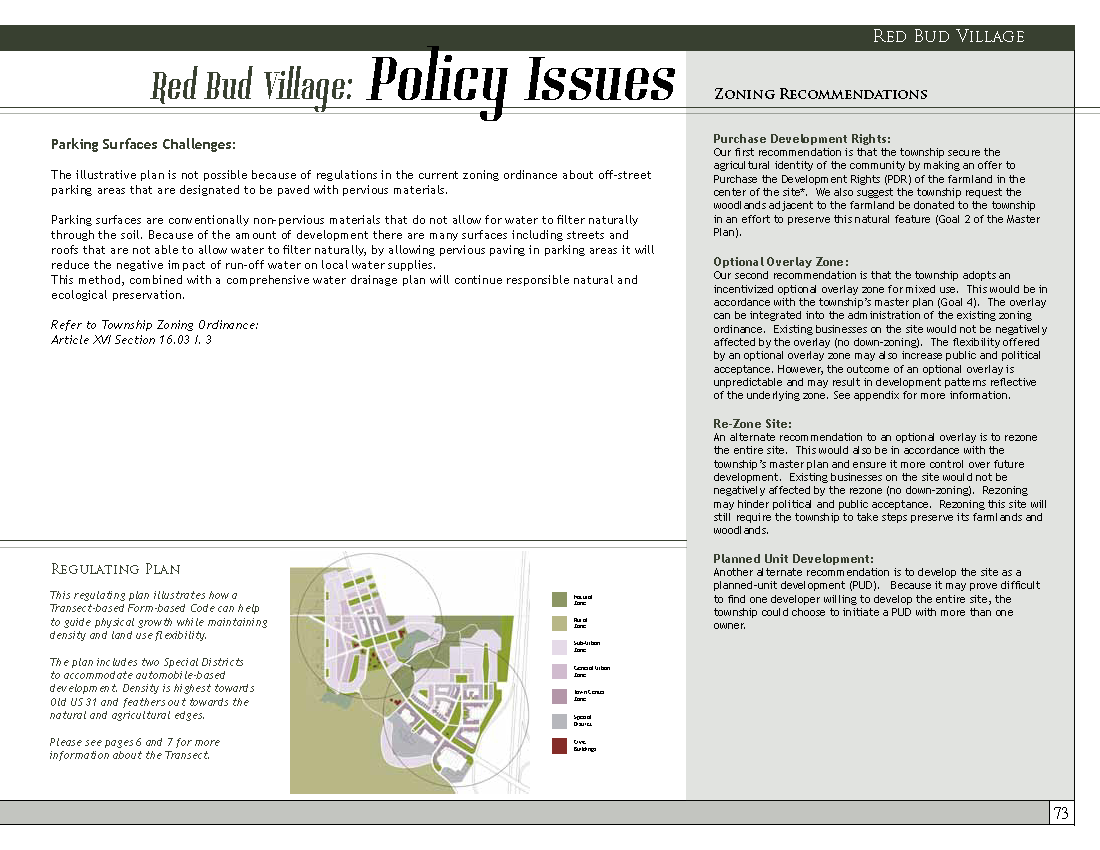 RED BUD VILLAGE
Red Bud Village: Policy Issues
Parking Surfaces Challenges:
The illustrative plan is not possible because of regulations in the current zoning ordinance about off-street
parking areas that are designated to be paved with pervious materials.
Parking surfaces are conventionally non-pervious materials that do not allow for water to filter naturally
through the soil. Because of the amount of development there are many surfaces including streets and
roofs that are not able to allow water to filter naturally, by allowing pervious paving in parking areas it will
reduce the negative impact of run-off water on local water supplies.
This method, combined with a comprehensive water drainage plan will continue responsible natural and
ecological preservation.
Refer to Township Zoning Ordinance:
Article XVI Section 16.03 I. 3
ZONING RECOMMENDATIONS
Purchase Development Rights:
Our first recommendation is that the township secure the
agricultural identity of the community by making an offer to
Purchase the Development Rights (PDR) of the farmland in the
center of the site*. We also suggest the township request the
woodlands adjacent to the farmland be donated to the township
in an effort to preserve this natural feature (Goal 2 of the Master
Plan).
Optional Overlay Zone:
Our second recommendation is that the township adopts an
incentivized optional overlay zone for mixed use. This would be in
accordance with the township's master plan (Goal 4). The overlay
can be integrated into the administration of the existing zoning
ordinance. Existing businesses on the site would not be negatively
affected by the overlay (no down-zoning). The flexibility offered
by an optional overlay zone may also increase public and political
acceptance. However, the outcome of an optional overlay is
unpredictable and may result in development patterns reflective
of the underlying zone. See appendix for more information.
Re-Zone Site:
An alternate recommendation to an optional overlay is to rezone
the entire site. This would also be in accordance with the
township's master plan and ensure it more control over future
development. Existing businesses on the site would not be
negatively affected by the rezone (no down-zoning). Rezoning
may hinder political and public acceptance. Rezoning this site will
still require the township to take steps preserve its farmlands and
woodlands.
Planned Unit Development:
Another alternate recommendation is to develop the site as a
planned-unit development (PUD). Because it may prove difficult
to find one developer willing to develop the entire site, the
township could choose to initiate a PUD with more than one
owner.
REGULATING PLAN
This regulating plan illustrates how a
Transect-based Form-based Code can help
to guide physical growth while maintaining
density and land use flexibility.
The plan includes two Special Districts
to accommodate automobile-based
development. Density is highest towards
Old US 31 and feathers out towards the
natural and agricultural edges.
Please see pages 6 and 7 for more
information about the Transect.
Natural
Zone
Rural
Zone
Sub-Urban
Zone
General Urban
Zone
Town Center
Zone
Special
District
Civic
Buildings
73